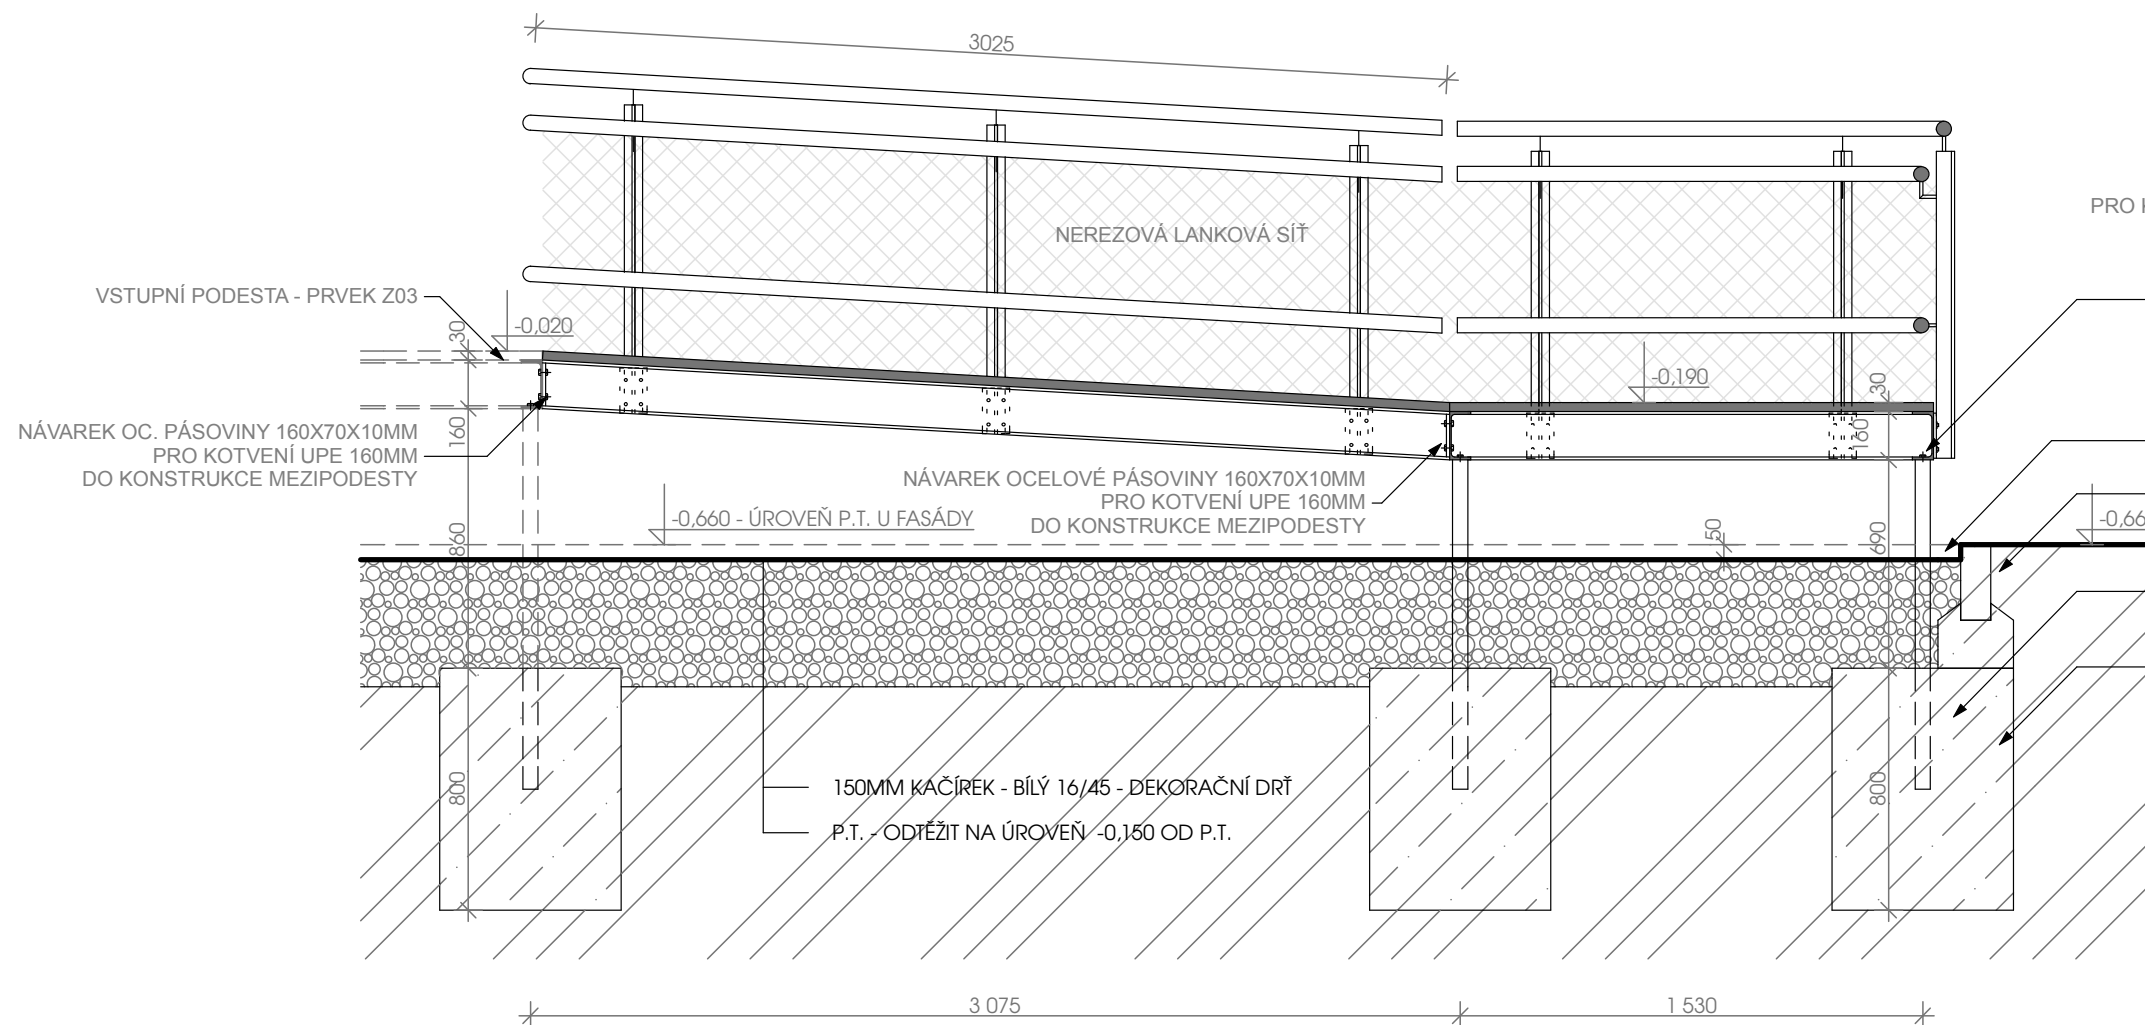 3025
NEREZOVÁ LANKOVÁ SÍŤ
PRO
VSTUPNÍ PODESTA - PRVEK Z03
-0,020
30
-0,190
30
NÁVAREK OC. PÁSOVINY 160X70X10MM
PRO KOTVENÍ UPE 160MM
DO KONSTRUKCE MEZIPODESTY
160
160
NÁVAREK OCELOVÉ PÁSOVINY 160X70X10MM
PRO KOTVENÍ UPE 160MM
DO KONSTRUKCE MEZIPODESTY
-0,660 - ÚROVEŇ P.T. U FASÁDY
-0,66
860
50
690
150MM KAČÍREK - BÍLÝ 16/45 - DEKORAČNÍ DRŤ
P.T. - ODTĚŽIT NA ÚROVEŇ -0,150 OD P.T.
800
800
3 075
1 530